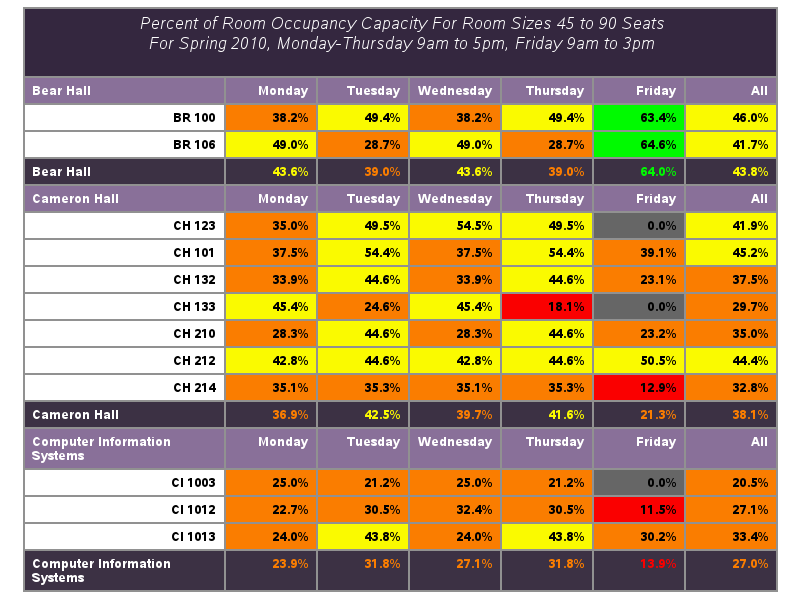 Percent of Room Occupancy Capacity For Room Sizes 45 to 90 Seats
For Spring 2010, Monday-Thursday 9am to 5pm, Friday 9am to 3pm
Bear Hall Monday Tuesday Wednesday Thursday Friday All
BR 100 38.2% 49.4% 38.2% 49.4% 63.4% 46.0%
BR 106 49.0% 28.7% 49.0% 28.7% 64.6% 41.7%
Bear Hall 43.6% 39.0% 43.6% 39.0% 64.0% 43.8%
Cameron Hall Monday Tuesday Wednesday Thursday Friday All
CH 123 35.0% 49.5% 54.5% 49.5% 0.0% 41.9%
CH 101 37.5% 54.4% 37.5% 54.4% 39.1% 45.2%
CH 132 33.9% 44.6% 33.9% 44.6% 23.1% 37.5%
CH 133 45.4% 24.6% 45.4% 18.1% 0.0% 29.7%
CH 210 28.3% 44.6% 28.3% 44.6% 23.2% 35.0%
CH 212 42.8% 44.6% 42.8% 44.6% 50.5% 44.4%
CH 214 35.1% 35.3% 35.1% 35.3% 12.9% 32.8%
Cameron Hall 36.9% 42.5% 39.7% 41.6% 21.3% 38.1%
Computer Information Monday Tuesday Wednesday Thursday Friday All
Systems
CI 1003 25.0% 21.2% 25.0% 21.2% 0.0% 20.5%
CI 1012 22.7% 30.5% 32.4% 30.5% 11.5% 27.1%
CI 1013 24.0% 43.8% 24.0% 43.8% 30.2% 33.4%
Computer Information 23.9% 31.8% 27.1% 31.8% 13.9% 27.0%
Systems